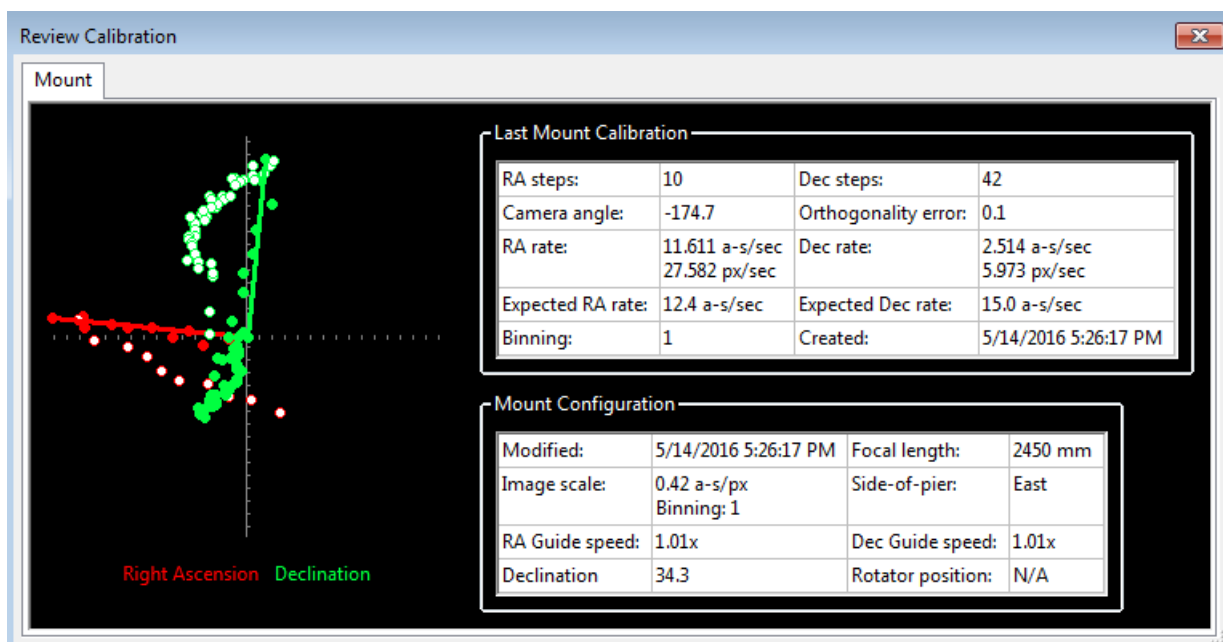 Review Calibration
Mount
Last Mount Calibration
RA steps: 10 Dec steps: 42
Camera angle: -174.7 Orthogonality error: 0.1
RA rate: 11.611 a-s/sec Dec rate: 2.514 a-s/sec
27.582 px/sec 5.973 px/sec
Expected RA rate: 12.4 a-s/sec Expected Dec rate: 15.0 a-s/sec
Binning: 1 Created: 5/14/2016 5:26:17 PM
Mount Configuration
Modified: 5/14/2016 5:26:17 PM Focal length: 2450 mm
Image scale: 0.42 a-s/px Side-of-pier: East
Binning: 1
RA Guide speed: 1.01x Dec Guide speed: 1.01x
Declination 34.3 Rotator position: N/A
Right Ascension Declination